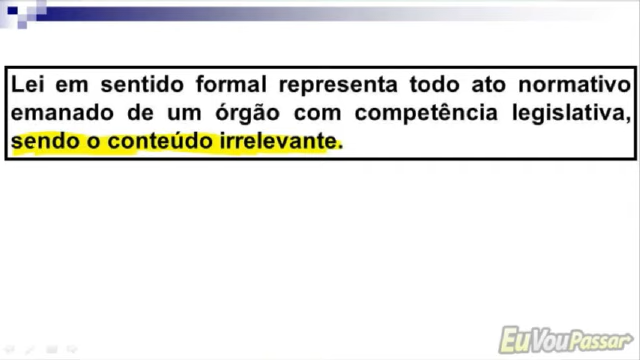 Lei em sentido formal representa todo ato normativo
emanado de um órgão com competência legislativa,
sendo o conteúdo irrelevante.
EuVouPassar